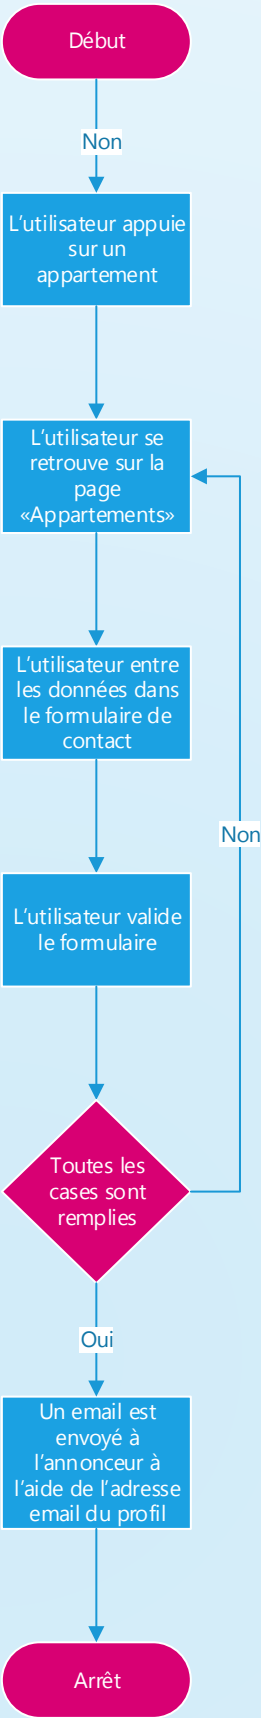 Début
Non
L'utilisateur appuie
sur un
appartement
L'utilisateur se
retrouve sur la
page
«Appartements»
L'utilisateur entre
les données dans
le formulaire de
contact
Non
L'utilisateur valide
le formulaire
Toutes les
cases sont
remplies
Oui
Un email est
envoyé à
l'annonceur à
l'aide de l'adresse
email du profil
Arrêt